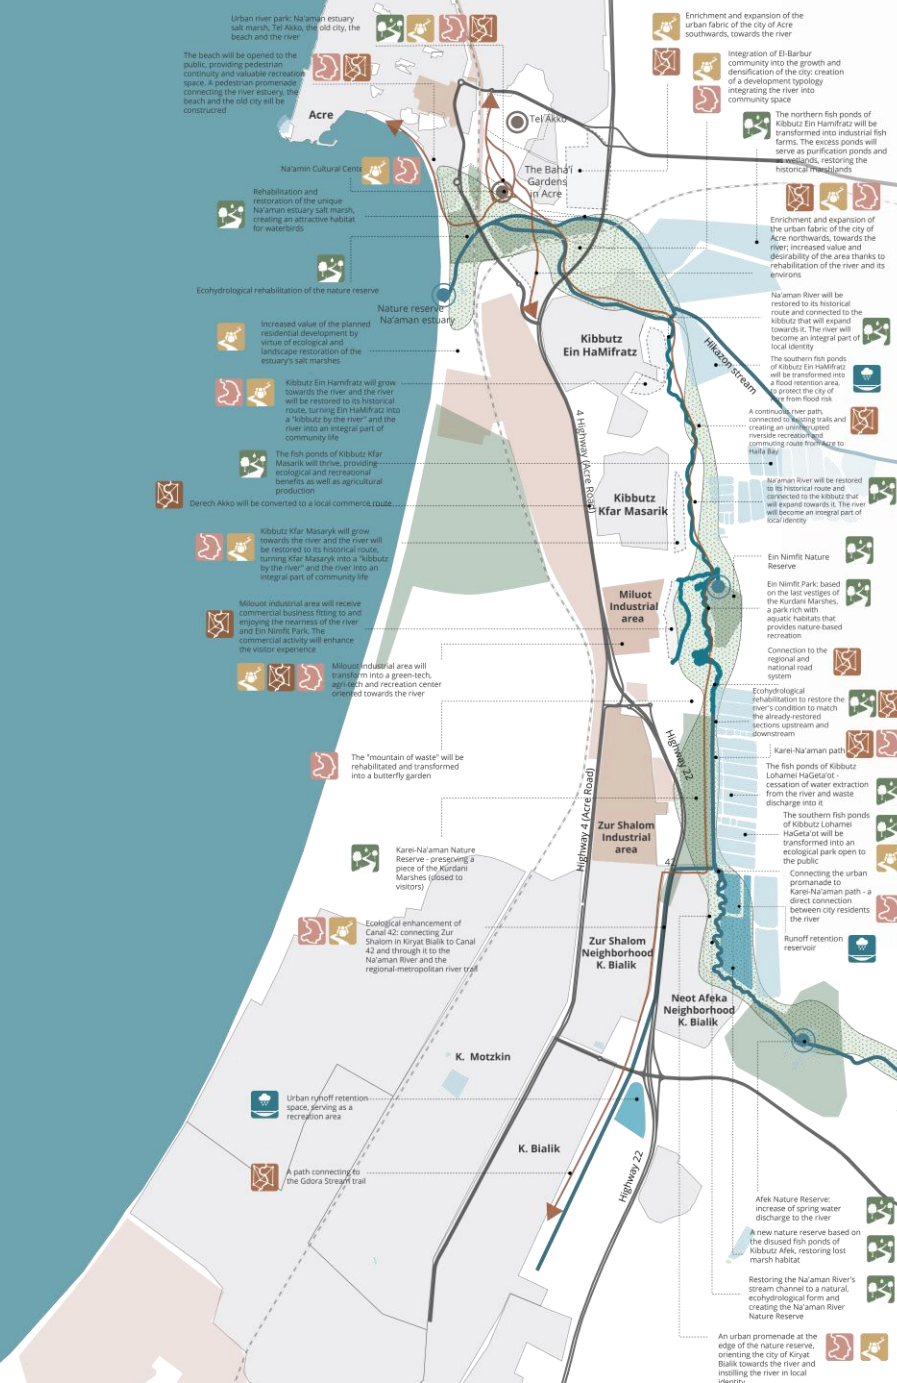 Urban river park: Na'aman estuary
salt marsh, Tel Akko, the old city, the
beach and the river
The beach will be opened to the
public, providing pedestrian
continuity and valuable recreation
space. A pedestrian promenade
connecting the river estuary, the
beach and the old city eill be
construcred
Acre
Na'amin Cultural Cente
Rehabilitation and
restoration of the unique
Na'aman estuary salt marsh,
creating an attractive habitat
for waterbirds
Ecohydrological rehabilitation of the nature reserve
Increased value of the planned
residential development by
virtue of ecological and
landscape restoration of the
estuary's salt marshes
Kibbutz Ein Hamifratz will grow
towards the river and the river
will be restored to its historical
route, turning Ein HaMifratz into
a "kibbutz by the river" and the
river into an integral part of
community life
The fish ponds of Kibbutz Kfar
Masarik will thrive, providing
ecological and recreational
benefits as well as agricultural
production
Derech Akko will be converted to a local commerce route
Kibbutz Kfar Masaryk will grow
towards the river and the river will
be restored to its historical route,
turning Kfar Masaryk into a "kibbutz
by the river" and the river into an
integral part of community life
Milouot industrial area will receive
commercial business fitting to and
enjoying the nearness of the river
and Ein Nimfit Park. The
commercial activity will enhance
the visitor experience
Milouot industrial area will
transform into a green-tech,
agri-tech and recreation center
oriented towards the river
The "mountain of waste" will be
rehabilitated and transformed
into a butterfly garden
Karei-Na'aman Nature
Reserve - preserving a
piece of the Kurdani
Marshes (closed to
visitors)
Ecological enhancement of
Canal 42: connecting Zur
Shalom in Kiryat Bialik to Canal
42 and through it to the
Na'aman River and the
regional-metropolitan river trail
Urban runoff retention
space, serving as a
recreation area
A path connecting to
the Gdora Stream trail
Tel Akko
The Baha'i
Gardens
in Acre
Nature reserve
Na'aman estuary
Kibbutz
Ein HaMifratz
Hikazon stream
4 Highway (Acre Road)
Kibbutz
Kfar Masarik
Miluot
Industrial
area
Highway 22
Highway 4 (Acre Road)
Zur Shalom
Industrial
area
42
Zur Shalom
Neighborhood
K. Bialik
Neot Afeka
Neighborhood
K. Bialik
K. Motzkin
K. Bialik
Highway 22
Enrichment and expansion of the
urban fabric of the city of Acre
southwards, towards the river
Integration of El-Barbur
community into the growth and
densification of the city: creation
of a development typology
integrating the river into
community space
The northern fish ponds of
Kibbutz Ein Hamifratz will be
transformed into industrial fish
farms. The excess ponds will
serve as purification ponds and
as wetlands, restoring the
historical marshlands
Enrichment and expansion of
the urban fabric of the city of
Acre northwards, towards the
river; increased value and
desirability of the area thanks to
rehabilitation of the river and its
environs
Na'aman River will be
restored to its historical
route and connected to the
kibbutz that will expand
towards it. The river will
become an integral part of
local identity
The southern fish ponds
of Kibbutz Ein HaMifratz
will be transformed into
a flood retention area,
to protect the city of
Acre from flood risk
A continuous river path,
connected to existing trails and
creating an uninterrupted
riverside recreation and
commuting route from Acre to
Haifa Bay
Na'aman River will be restored
to its historical route and
connected to the kibbutz that
will expand towards it. The river
will become an integral part of
local identity
Ein Nimfit Nature
Reserve
Ein Nimfit Park: based
on the last vestiges of
the Kurdani Marshes,
a park rich with
aquatic habitats that
provides nature-based
recreation
Connection to the
regional and
national road
system
Ecohydrological
rehabilitation to restore the
river's condition to match
the already-restored
sections upstream and
downstream
Karei-Na'aman path
The fish ponds of Kibbutz
Lohamei HaGeta'ot -
cessation of water extraction
from the river and waste
discharge into it
The southern fish ponds
of Kibbutz Lohamei
HaGeta'ot will be
transformed into an
ecological park open to
the public
Connecting the urban
promanade to
Karei-Na'aman path - a
direct connection
between city residents
the river
Runoff retention
reservoir
Afek Nature Reserve:
increase of spring water
discharge to the river
A new nature reserve based on
the disused fish ponds of
Kibbutz Afek, restoring lost
marsh habitat
Restoring the Na'aman River's
stream channel to a natural,
ecohydrological form and
creating the Na'aman River
Nature Reserve
An urban promenade at the
edge of the nature reserve,
orienting the city of Kiryat
Bialik towards the river and
instilling the river in local
identity